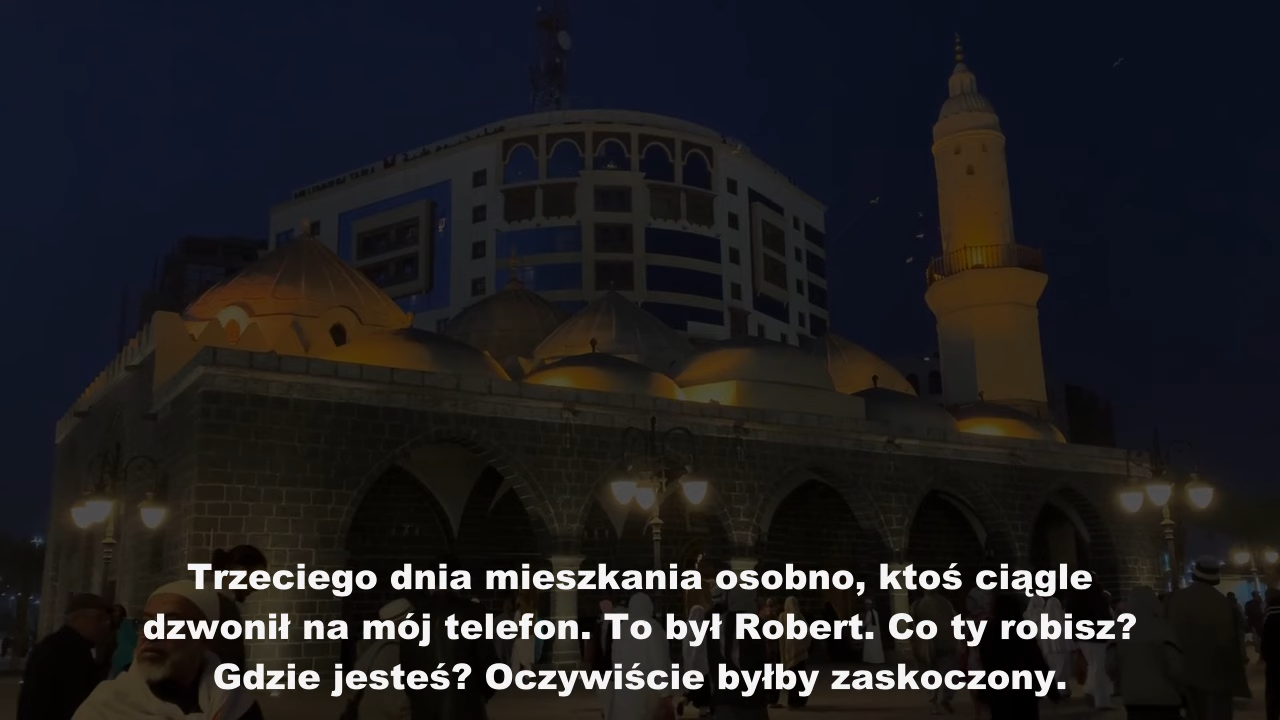 Trzeciego dnia mieszkania osobno, ktoś ciągle
dzwonił na mój telefon. To był Robert. Co ty robisz?
Gdzie jesteś? Oczywiście byłby zaskoczony.